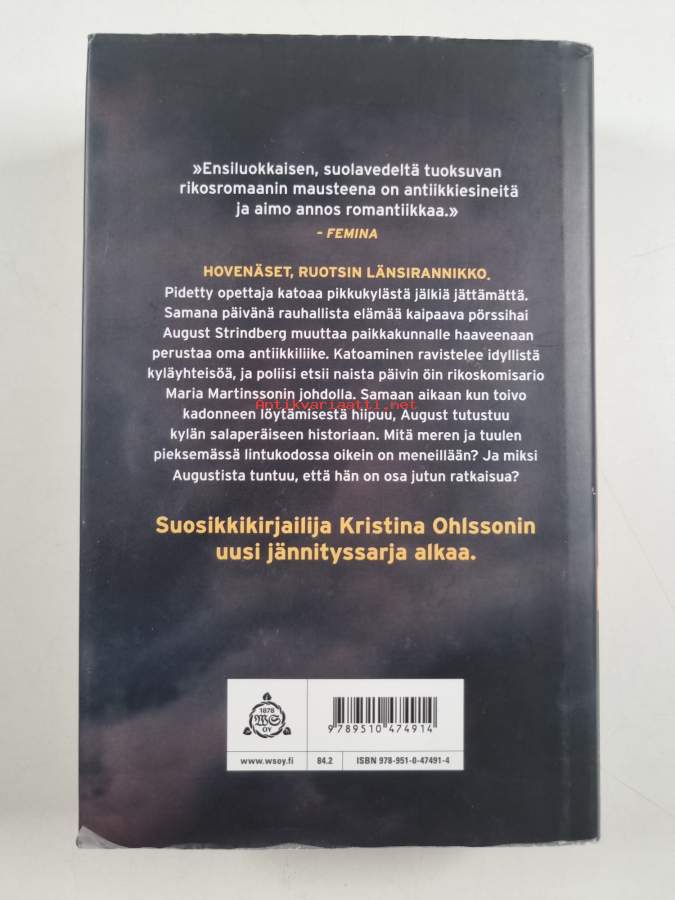 »Ensiluokkaisen, suolavedeltä tuoksuvan
rikosromaanin mausteena on antiikkiesineitä
ja aimo annos romantiikkaa.»
– FEMINA
HOVENÄSET, RUOTSIN LÄNSIRANNIKKO.
Pidetty opettaja katoaa pikkukylästä jälkiä jättämättä.
Samana päivänä rauhallista elämää kaipaava pörssihai
August Strindberg muuttaa paikkakunnalle haaveenaan
perustaa oma antiikkiliike. Katoaminen ravistelee idyllistä
kyläyhteisöä, ja poliisi etsii naista päivin öin rikoskomisario
Maria Martinssonin johdolla. Samaan aikaan kun toivo
Antikvariaatti.net
kadonneen löytämisestä hiipuu, August tutustuu
kylän salaperäiseen historiaan. Mitä meren ja tuulen
pieksemässä lintukodossa oikein on meneillään? Ja miksi
Augustista tuntuu, että hän on osa jutun ratkaisua?
Suosikkikirjailija Kristina Ohlssonin
uusi jännityssarja alkaa.
1878
WS
OY
9 789510 474914
www.wsoy.fi
84.2
ISBN 978-951-0-47491-4